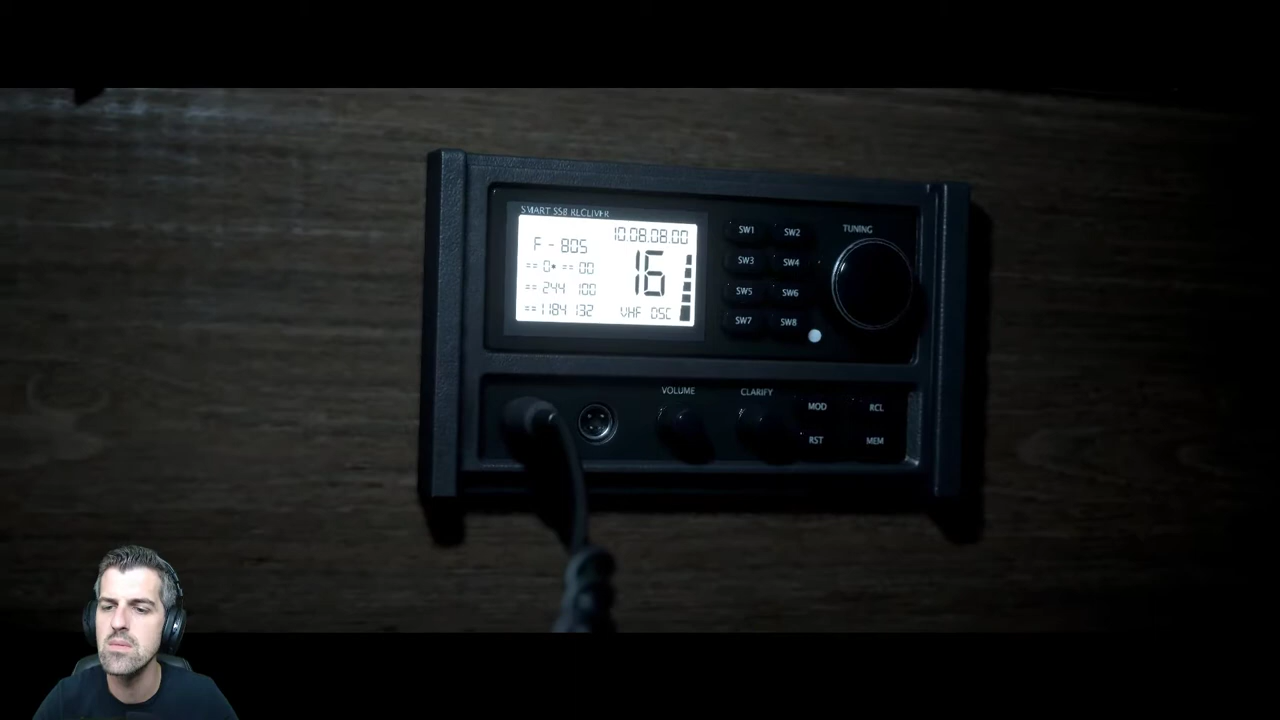 SMART SSB RECEIVER
F - 805
10.08.08.00
== 0• == 00
16
== 244 100
== 1184 132
VHF DSC
SW1 SW2
SW3 SW4
SW5 SW6
SW7 SW8
TUNING
VOLUME
CLARIFY
MOD RCL
RST MEM